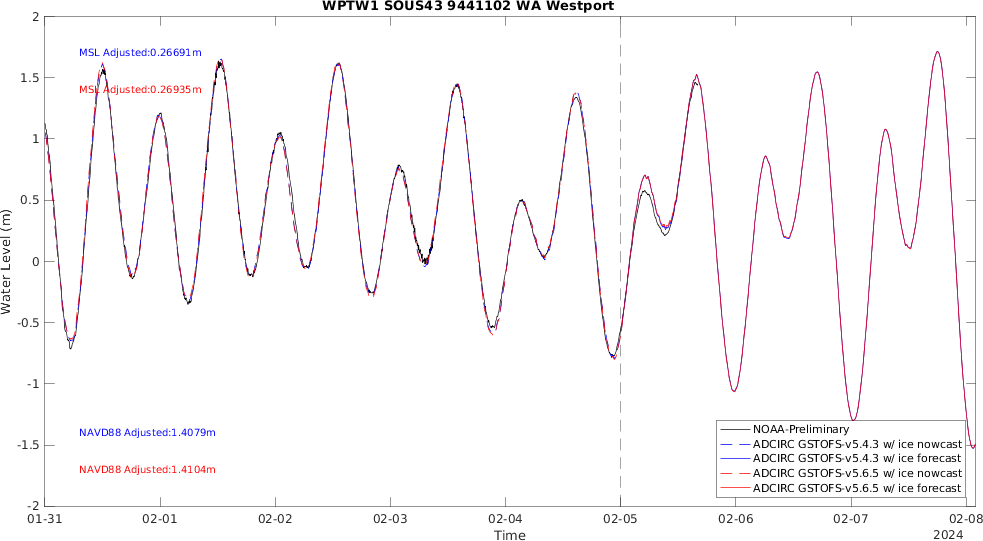 WPTW1 SOUS43 9441102 WA Westport
2
1.5
1
0.5
0
-0.5
-1
-1.5
-2
Water Level (m)
MSL Adjusted:0.26691m
MSL Adjusted:0.26935m
NAVD88 Adjusted:1.4079m
NAVD88 Adjusted:1.4104m
NOAA-Preliminary
ADCIRC GSTOFS-v5.4.3 w/ ice nowcast
ADCIRC GSTOFS-v5.4.3 w/ ice forecast
ADCIRC GSTOFS-v5.6.5 w/ ice nowcast
ADCIRC GSTOFS-v5.6.5 w/ ice forecast
01-31 02-01 02-02 02-03 02-04 02-05 02-06 02-07 02-08
Time
2024